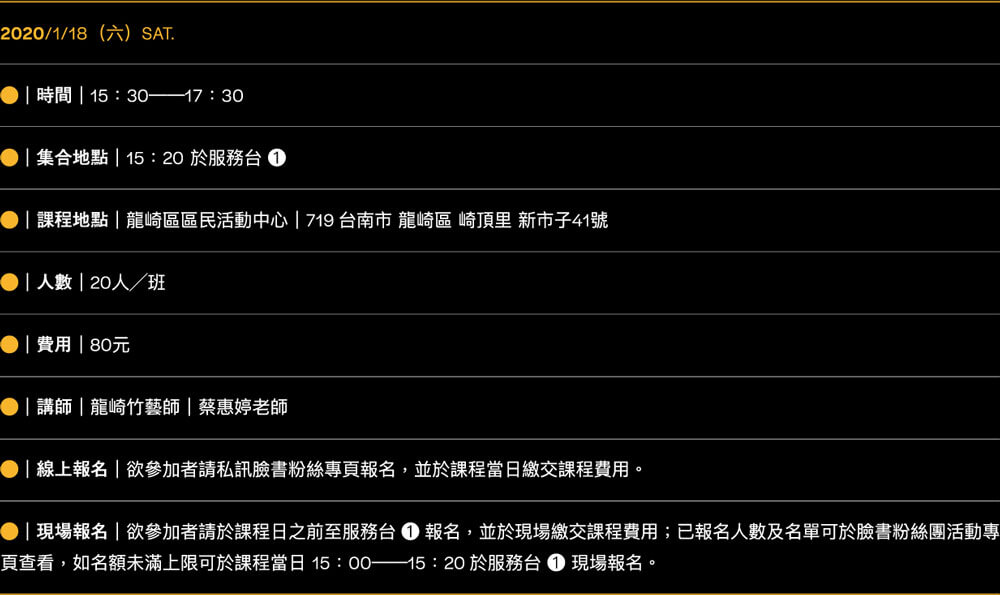 2020/1/18（六）SAT.
●｜時間｜15：30——17：30
●｜集合地點｜15：20 於服務台 ❶
●｜課程地點｜龍崎區區民活動中心｜719 台南市 龍崎區 崎頂里 新市子41號
●｜人數｜20人／班
●｜費用｜80元
●｜講師｜龍崎竹藝師｜蔡惠婷老師
●｜線上報名｜欲參加者請私訊臉書粉絲專頁報名，並於課程當日繳交課程費用。
●｜現場報名｜欲參加者請於課程日之前至服務台 ❶ 報名，並於現場繳交課程費用；已報名人數及名單可於臉書粉絲團活動專
頁查看，如名額未滿上限可於課程當日 15：00——15：20 於服務台 ❶ 現場報名。